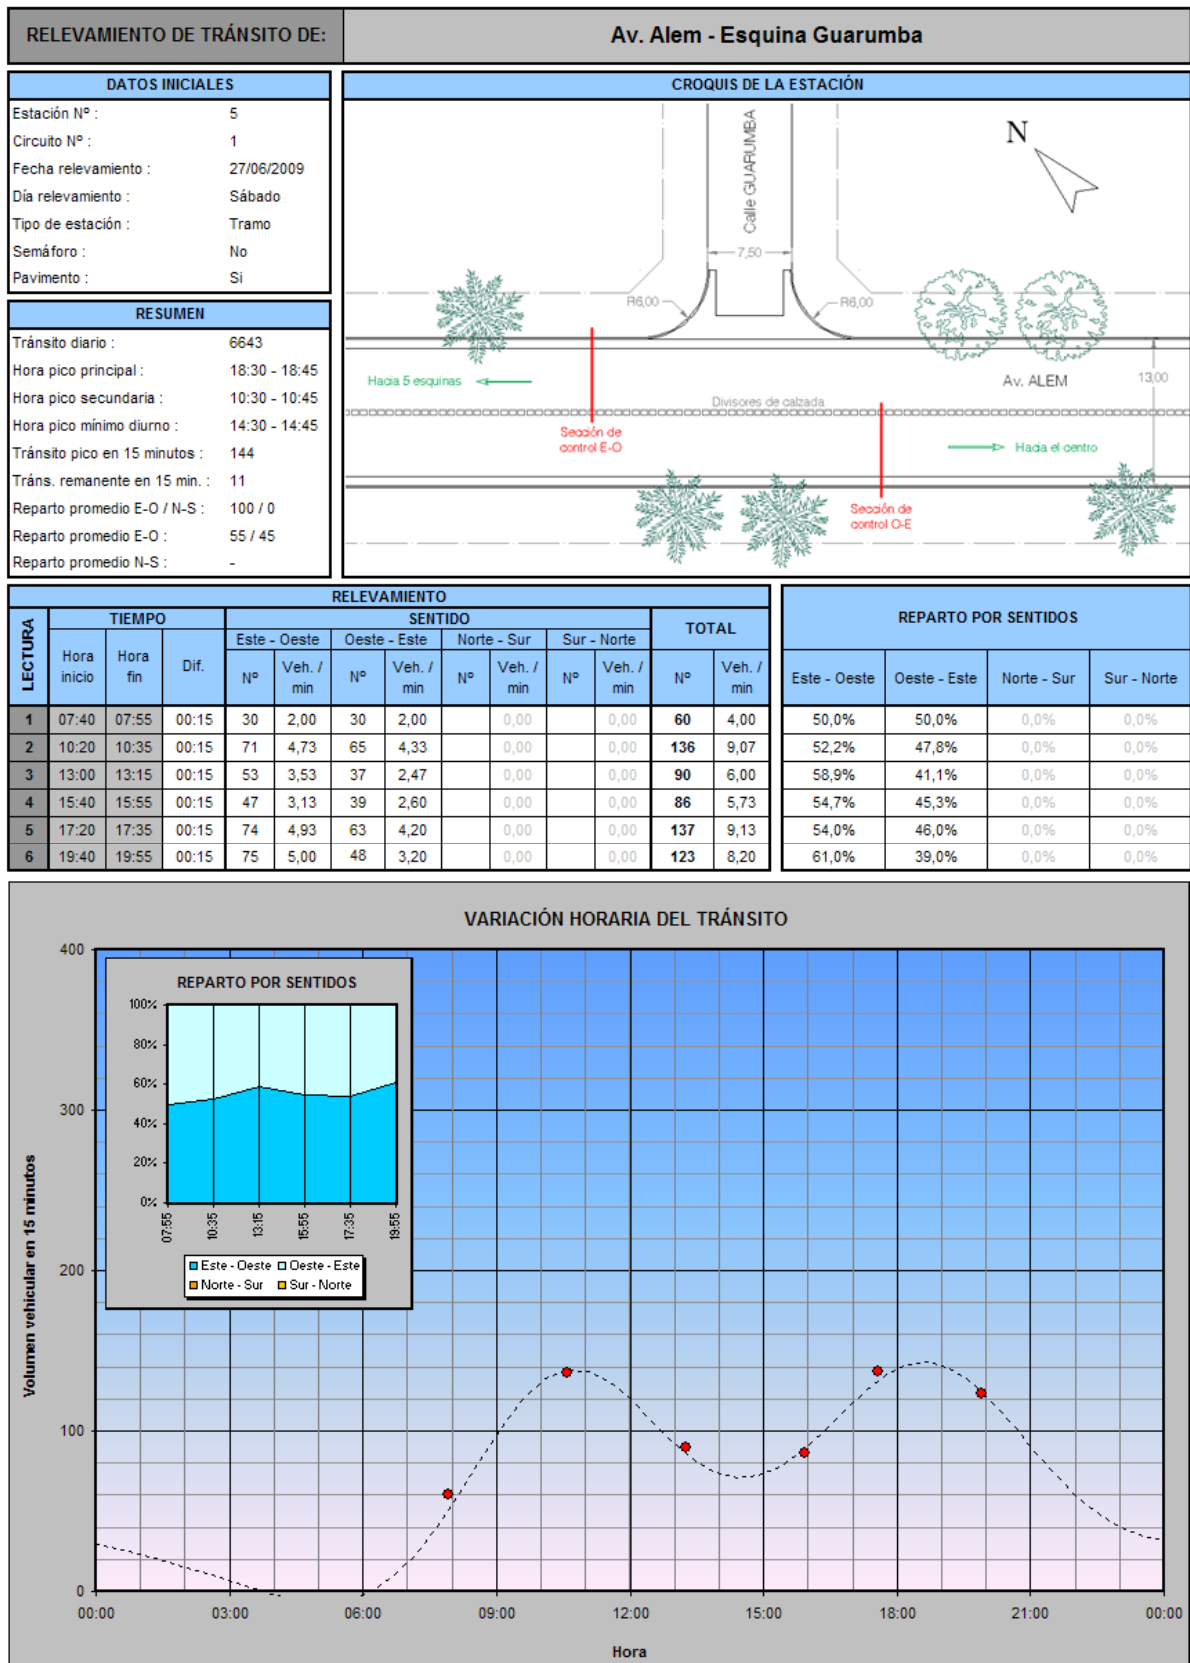 RELEVAMIENTO DE TRÁNSITO DE:
Av. Alem - Esquina Guarumba
DATOS INICIALES
Estación Nº : 5
Circuito Nº : 1
Fecha relevamiento : 27/06/2009
Día relevamiento : Sábado
Tipo de estación : Tramo
Semáforo : No
Pavimento : Si
RESUMEN
Tránsito diario : 6643
Hora pico principal : 18:30 - 18:45
Hora pico secundaria : 10:30 - 10:45
Hora pico mínimo diurno : 14:30 - 14:45
Tránsito pico en 15 minutos : 144
Tráns. remanente en 15 min. : 11
Reparto promedio E-O / N-S : 100 / 0
Reparto promedio E-O : 55 / 45
Reparto promedio N-S : -
CROQUIS DE LA ESTACIÓN
Calle GUARUMBA
N
7,50
R6,00
R6,00
Hacia 5 esquinas
Av. ALEM
13,00
Divisores de calzada
Sección de
control E-O
Hacia el centro
Sección de
control O-E
RELEVAMIENTO
LECTURA
TIEMPO
SENTIDO
TOTAL
Este - Oeste Oeste - Este Norte - Sur Sur - Norte
Hora inicio Hora fin Dif. Nº Veh. / min Nº Veh. / min Nº Veh. / min Nº Veh. / min Nº Veh. / min
1 07:40 07:55 00:15 30 2,00 30 2,00 0,00 0,00 60 4,00
2 10:20 10:35 00:15 71 4,73 65 4,33 0,00 0,00 136 9,07
3 13:00 13:15 00:15 53 3,53 37 2,47 0,00 0,00 90 6,00
4 15:40 15:55 00:15 47 3,13 39 2,60 0,00 0,00 86 5,73
5 17:20 17:35 00:15 74 4,93 63 4,20 0,00 0,00 137 9,13
6 19:40 19:55 00:15 75 5,00 48 3,20 0,00 0,00 123 8,20
REPARTO POR SENTIDOS
Este - Oeste Oeste - Este Norte - Sur Sur - Norte
50,0% 50,0% 0,0% 0,0%
52,2% 47,8% 0,0% 0,0%
58,9% 41,1% 0,0% 0,0%
54,7% 45,3% 0,0% 0,0%
54,0% 46,0% 0,0% 0,0%
61,0% 39,0% 0,0% 0,0%
VARIACIÓN HORARIA DEL TRÁNSITO
Volumen vehicular en 15 minutos
400
300
200
100
0
REPARTO POR SENTIDOS
100%
80%
60%
40%
20%
0%
07:55 10:35 13:15 15:55 17:35 19:55
Este - Oeste Oeste - Este
Norte - Sur Sur - Norte
00:00 03:00 06:00 09:00 12:00 15:00 18:00 21:00 00:00
Hora